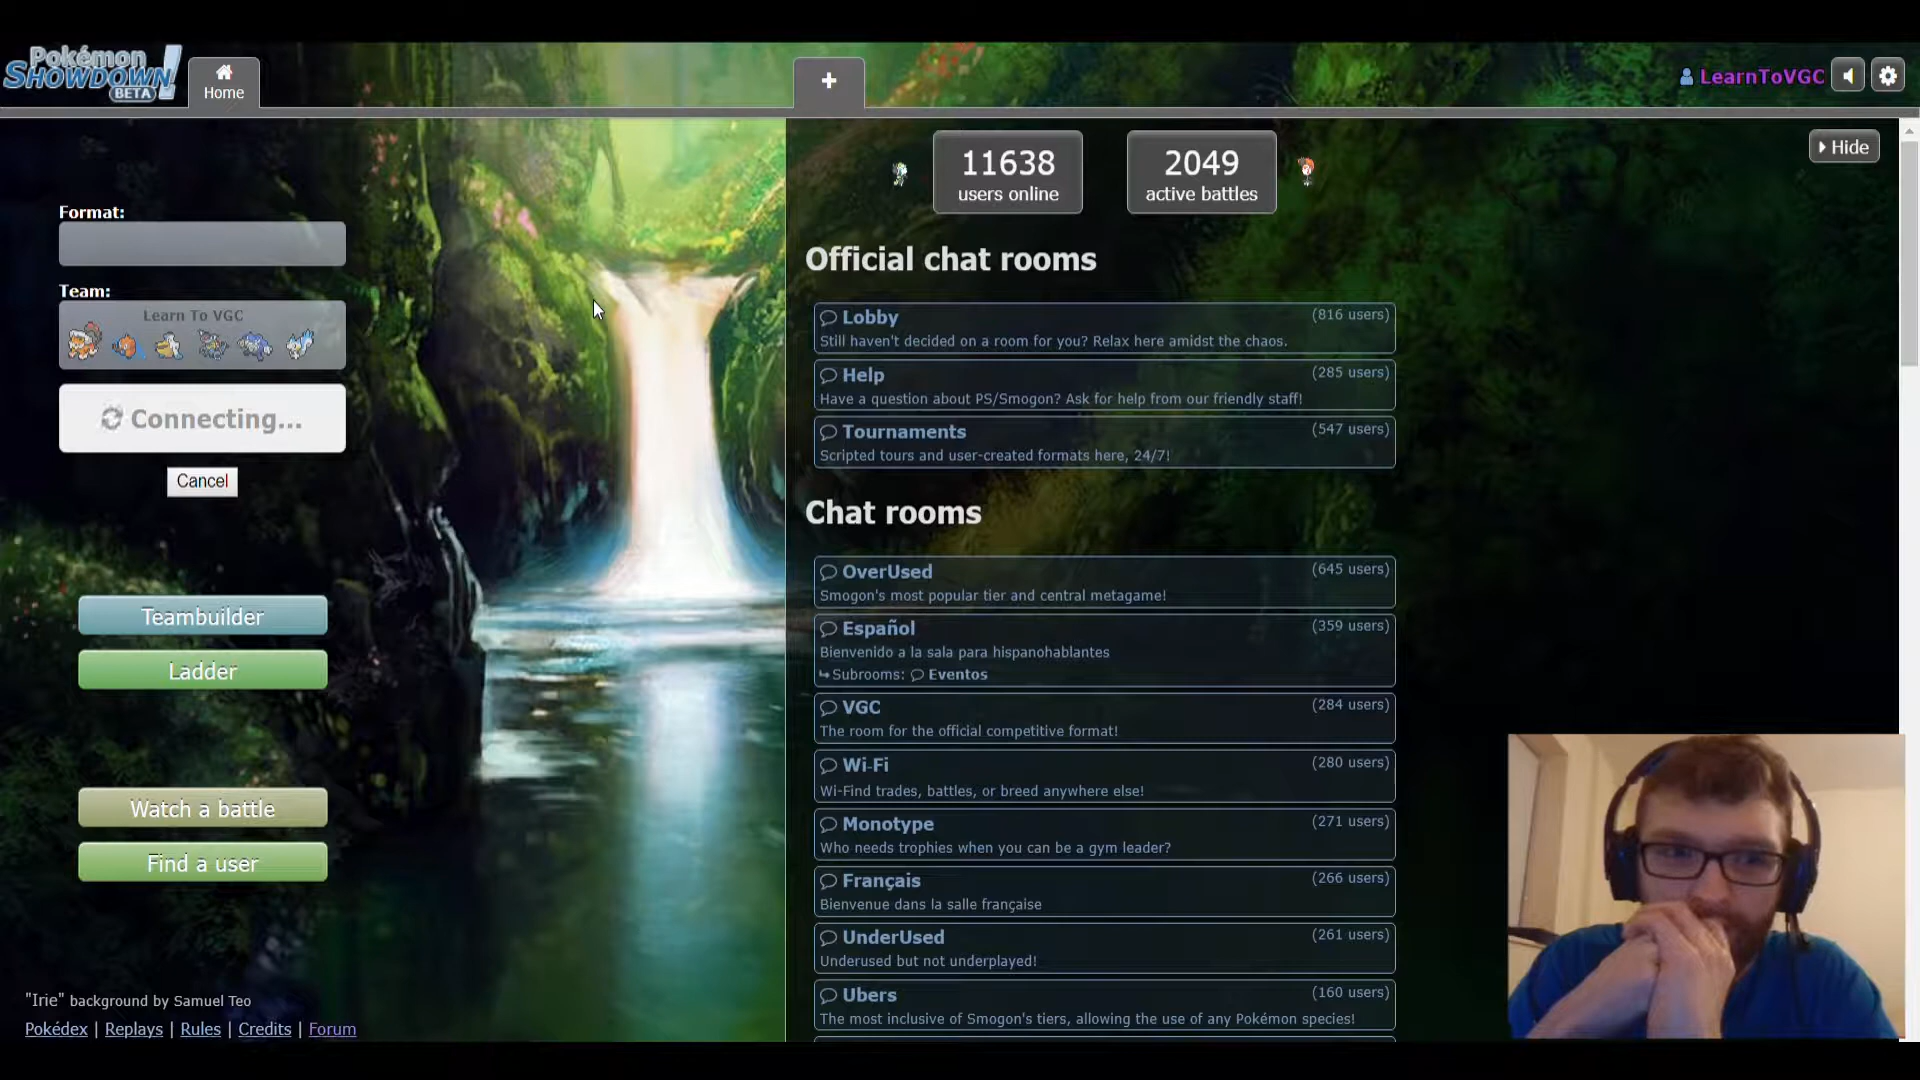 Pokémon
SHOWDOWN!
BETA
Home
+
LearnToVGC
Format:
Team:
Learn To VGC
Connecting...
Cancel
Teambuilder
Ladder
Watch a battle
Find a user
"Irie" background by Samuel Teo
Pokédex | Replays | Rules | Credits | Forum
11638
users online
2049
active battles
Hide
Official chat rooms
Lobby (816 users)
Still haven't decided on a room for you? Relax here amidst the chaos.
Help (285 users)
Have a question about PS/Smogon? Ask for help from our friendly staff!
Tournaments (547 users)
Scripted tours and user-created formats here, 24/7!
Chat rooms
OverUsed (645 users)
Smogon's most popular tier and central metagame!
Español (359 users)
Bienvenido a la sala para hispanohablantes
Subrooms: Eventos
VGC (284 users)
The room for the official competitive format!
Wi-Fi (280 users)
Wi-Find trades, battles, or breed anywhere else!
Monotype (271 users)
Who needs trophies when you can be a gym leader?
Français (266 users)
Bienvenue dans la salle française
UnderUsed (261 users)
Underused but not underplayed!
Ubers (160 users)
The most inclusive of Smogon's tiers, allowing the use of any Pokémon species!